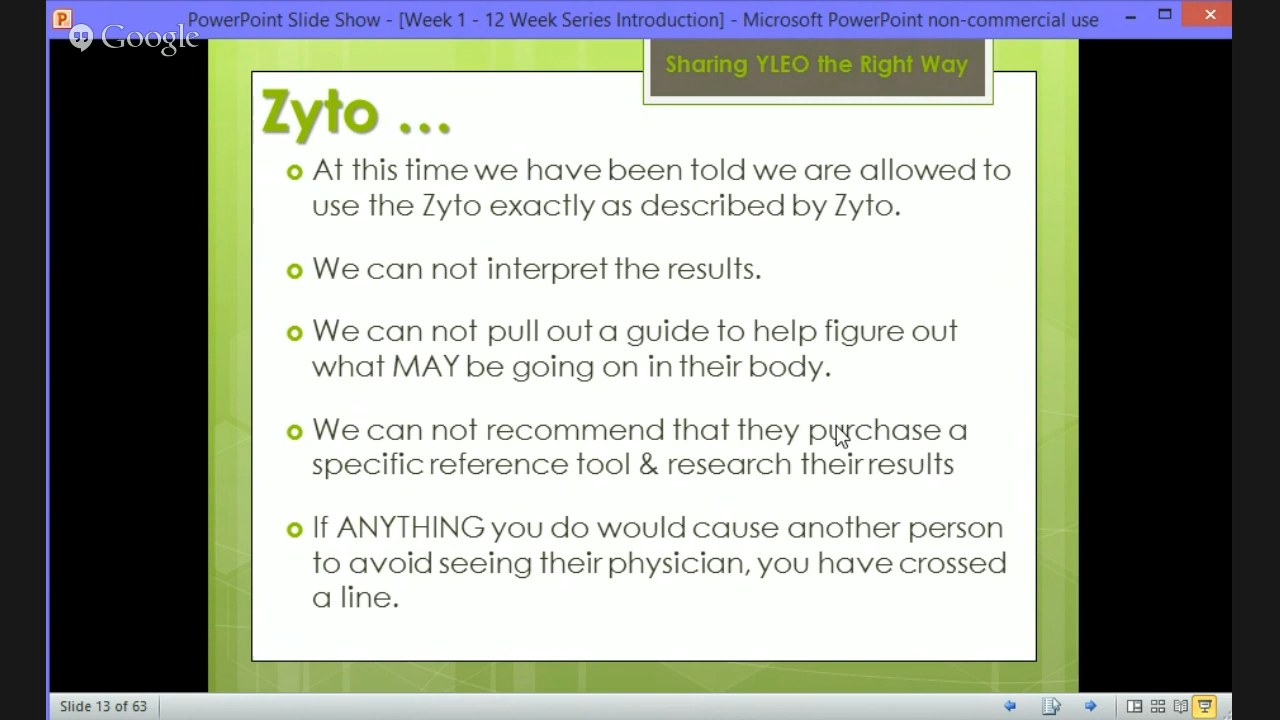 PowerPoint Slide Show - [Week 1 - 12 Week Series Introduction] - Microsoft PowerPoint non-commercial use
Google
Sharing YLEO the Right Way
Zyto ...
At this time we have been told we are allowed to
use the Zyto exactly as described by Zyto.
We can not interpret the results.
We can not pull out a guide to help figure out
what MAY be going on in their body.
We can not recommend that they purchase a
specific reference tool & research their results
If ANYTHING you do would cause another person
to avoid seeing their physician, you have crossed
a line.
Slide 13 of 63